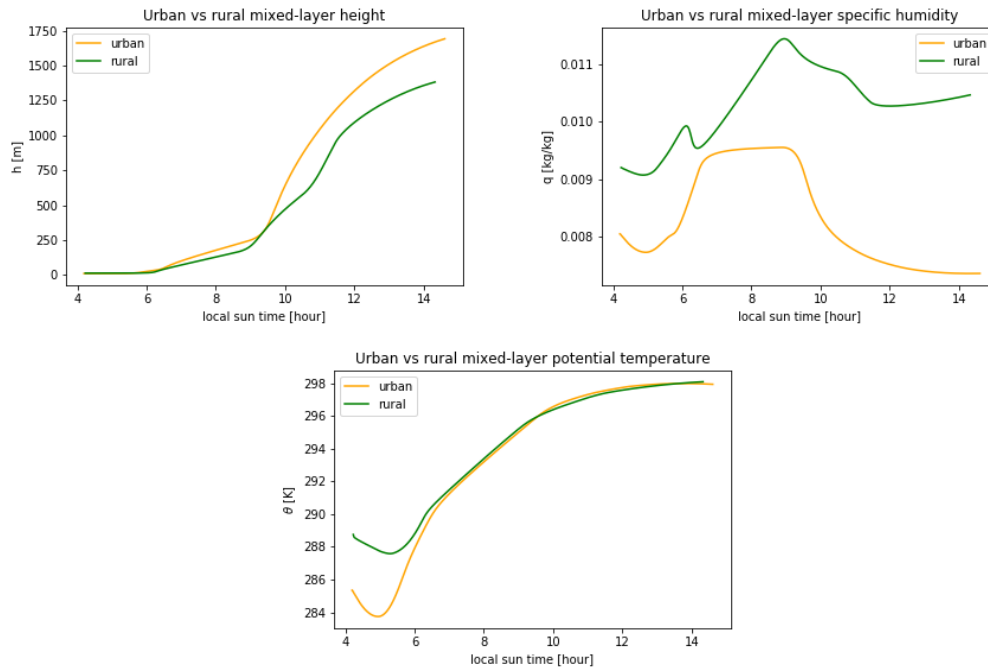 Urban vs rural mixed-layer height
1750
1500
1250
1000
750
500
250
0
h [m]
urban
rural
4 6 8 10 12 14
local sun time [hour]
Urban vs rural mixed-layer specific humidity
0.011
0.010
0.009
0.008
q [kg/kg]
urban
rural
4 6 8 10 12 14
local sun time [hour]
Urban vs rural mixed-layer potential temperature
298
296
294
292
290
288
286
284
θ [K]
urban
rural
4 6 8 10 12 14
local sun time [hour]